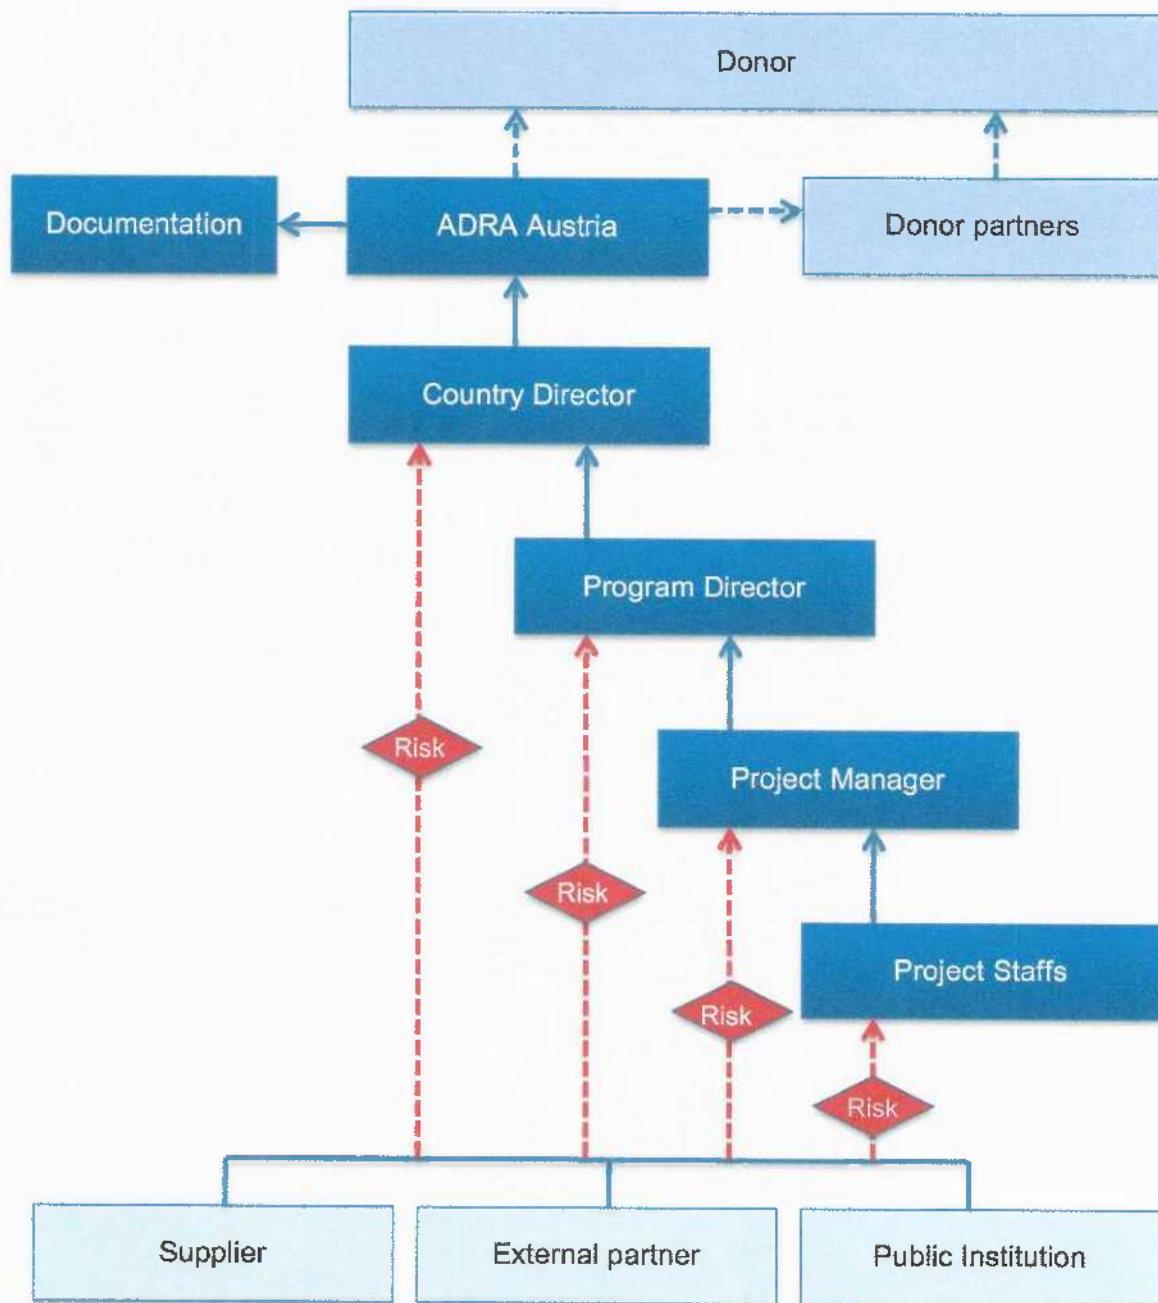 Donor
Documentation
ADRA Austria
Donor partners
Country Director
Program Director
Risk
Project Manager
Risk
Project Staffs
Risk
Risk
Supplier
External partner
Public Institution